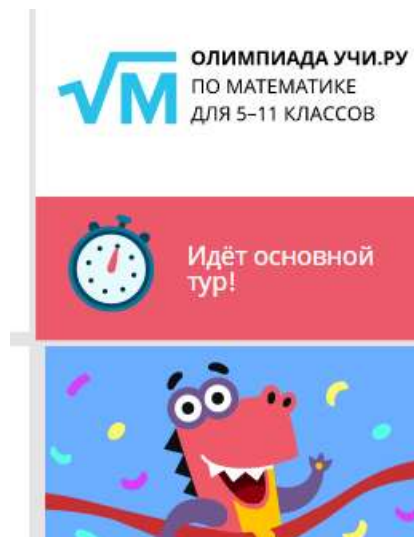 √М
ОЛИМПИАДА УЧИ.РУ
ПО МАТЕМАТИКЕ
ДЛЯ 5–11 КЛАССОВ
Идёт основной
тур!